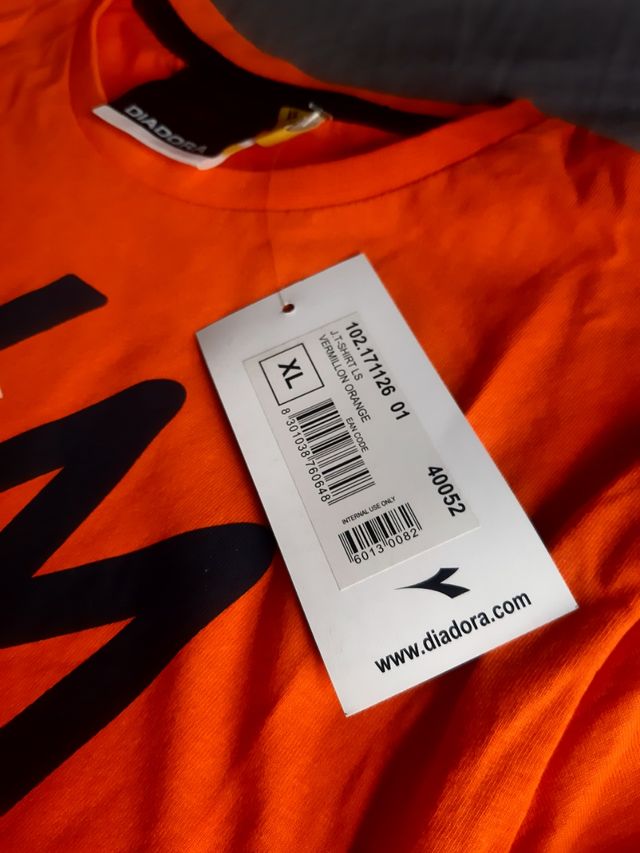 DIADORA
102.171126 01
J.T-SHIRT LS
VERMILLON ORANGE
XL
EAN CODE
8 301038 760648
40052
INTERNAL USE ONLY
6013 0082
www.diadora.com